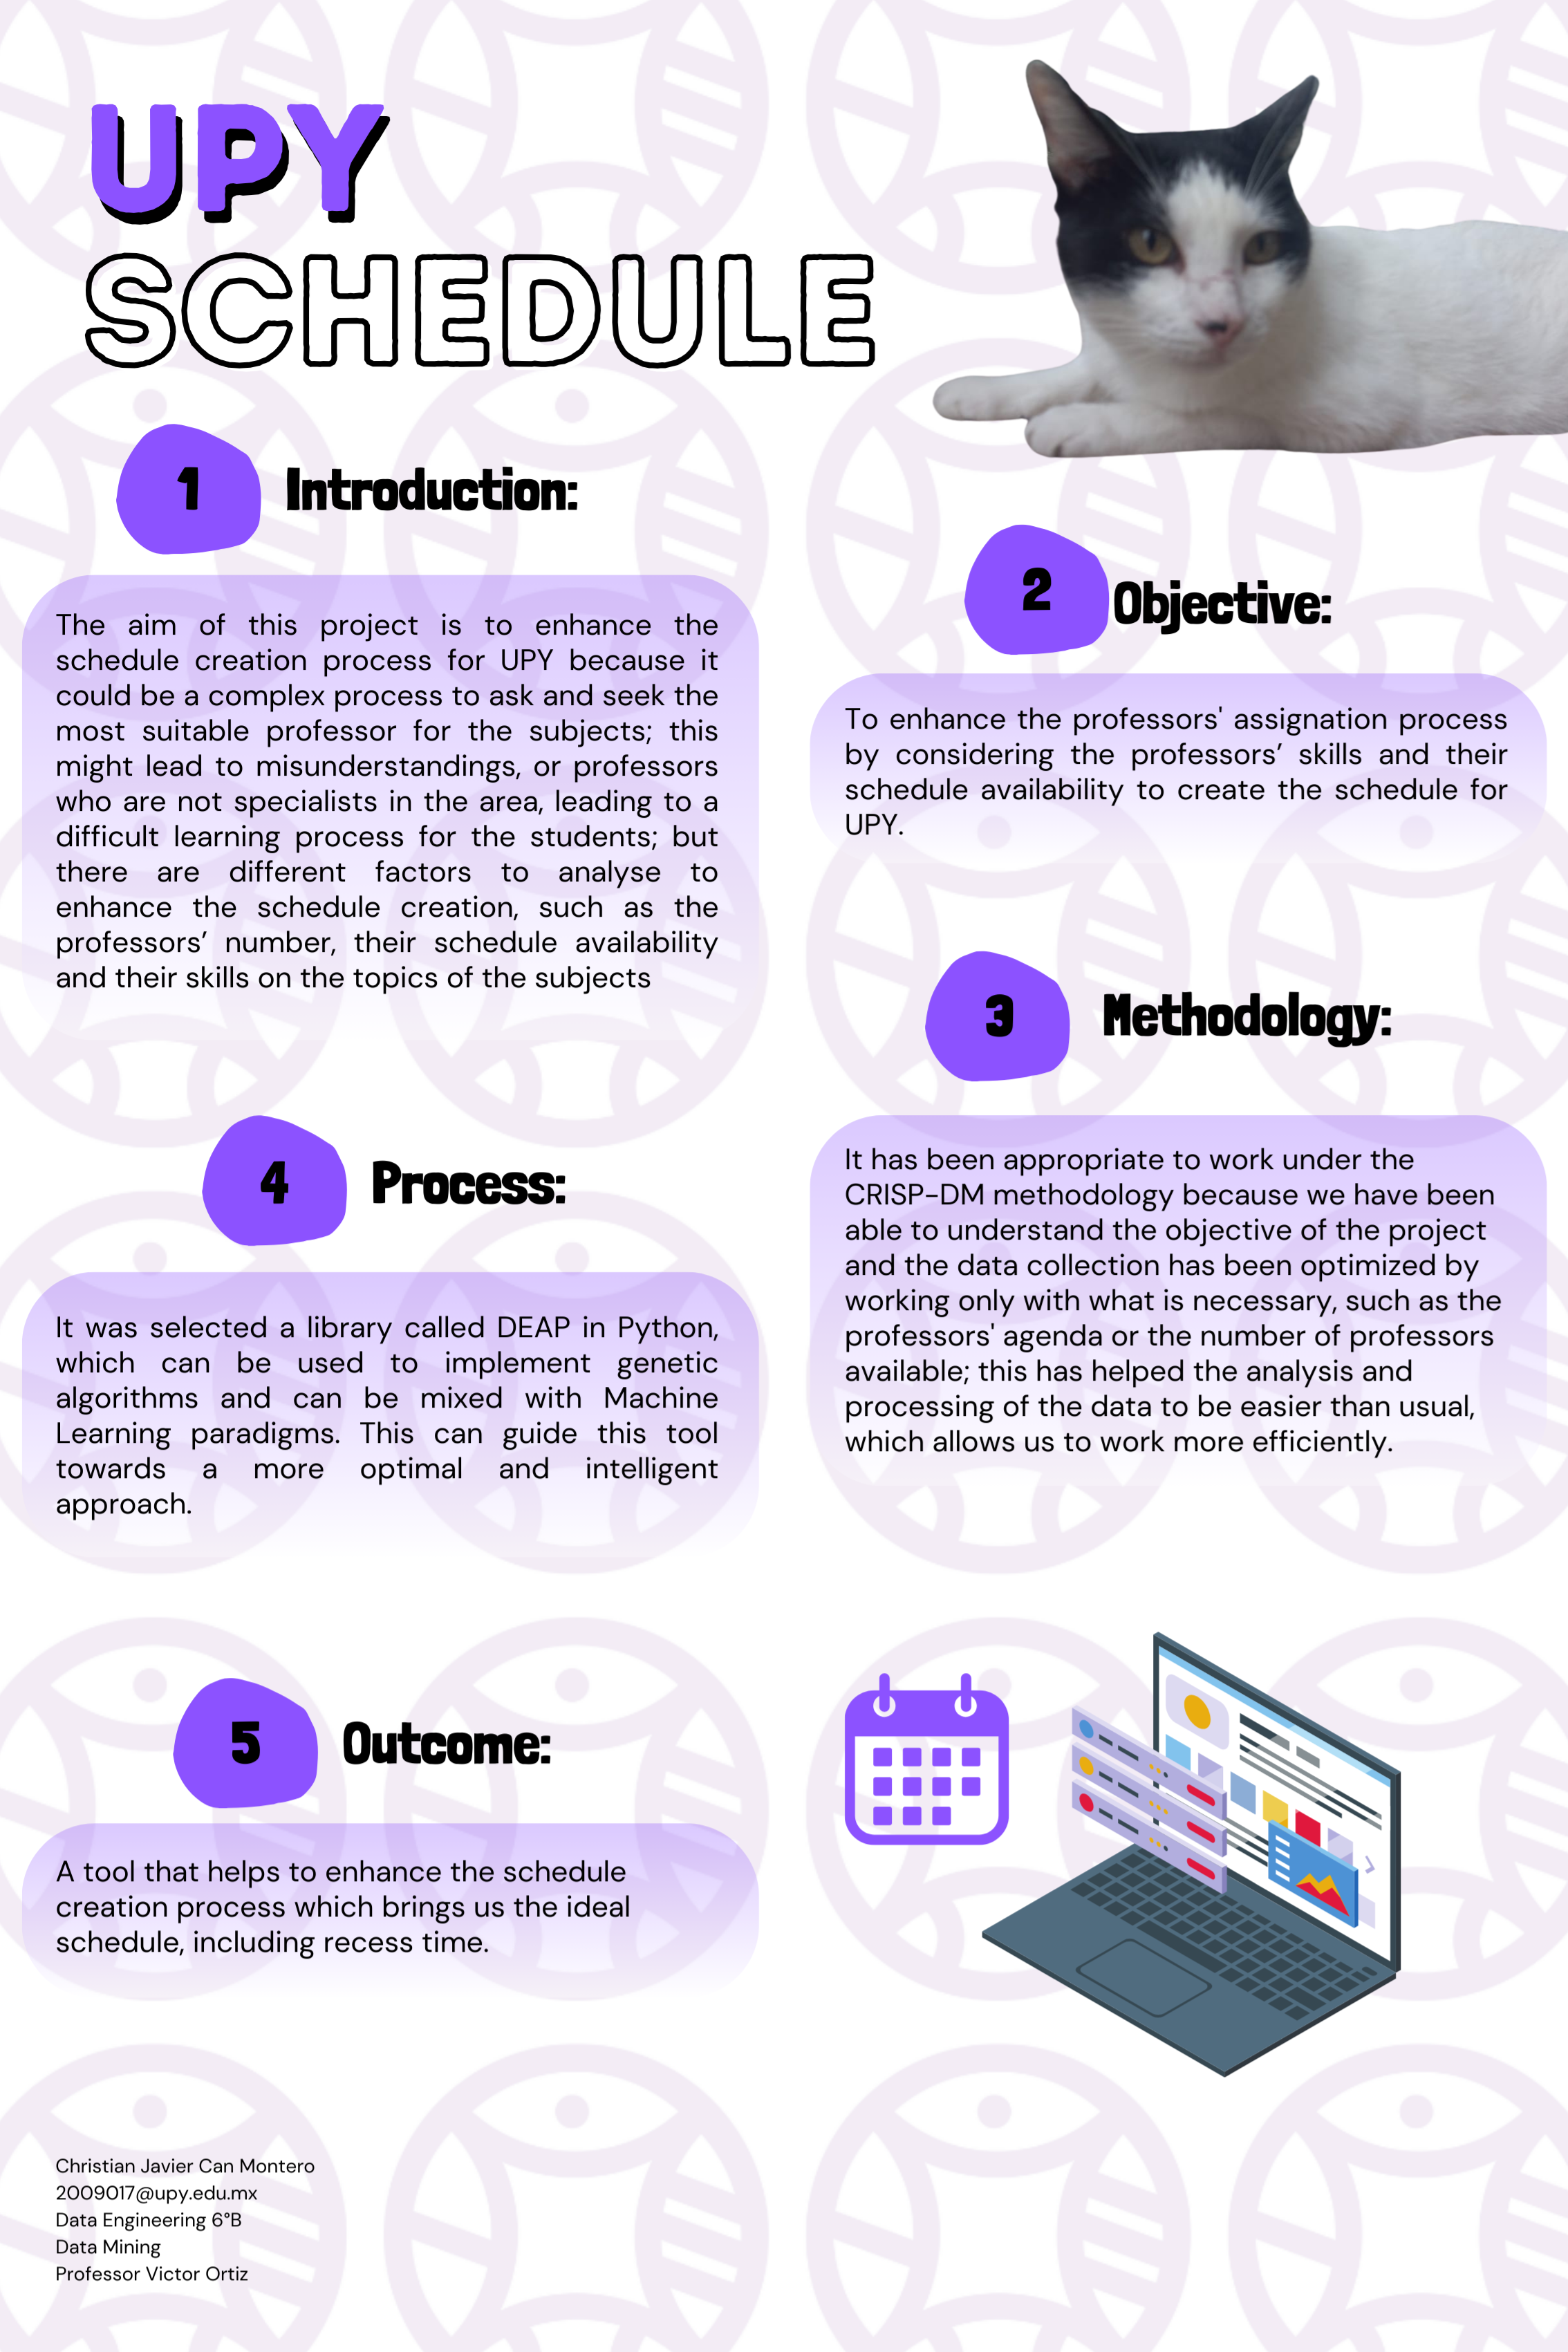 UPY
SCHEDULE
1
Introduction:
The aim of this project is to enhance the
schedule creation process for UPY because it
could be a complex process to ask and seek the
most suitable professor for the subjects; this
might lead to misunderstandings, or professors
who are not specialists in the area, leading to a
difficult learning process for the students; but
there are different factors to analyse to
enhance the schedule creation, such as the
professors’ number, their schedule availability
and their skills on the topics of the subjects
2
Objective:
To enhance the professors' assignation process
by considering the professors’ skills and their
schedule availability to create the schedule for
UPY.
3
Methodology:
It has been appropriate to work under the
CRISP-DM methodology because we have been
able to understand the objective of the project
and the data collection has been optimized by
working only with what is necessary, such as the
professors' agenda or the number of professors
available; this has helped the analysis and
processing of the data to be easier than usual,
which allows us to work more efficiently.
4
Process:
It was selected a library called DEAP in Python,
which can be used to implement genetic
algorithms and can be mixed with Machine
Learning paradigms. This can guide this tool
towards a more optimal and intelligent
approach.
5
Outcome:
A tool that helps to enhance the schedule
creation process which brings us the ideal
schedule, including recess time.
Christian Javier Can Montero
2009017@upy.edu.mx
Data Engineering 6°B
Data Mining
Professor Victor Ortiz